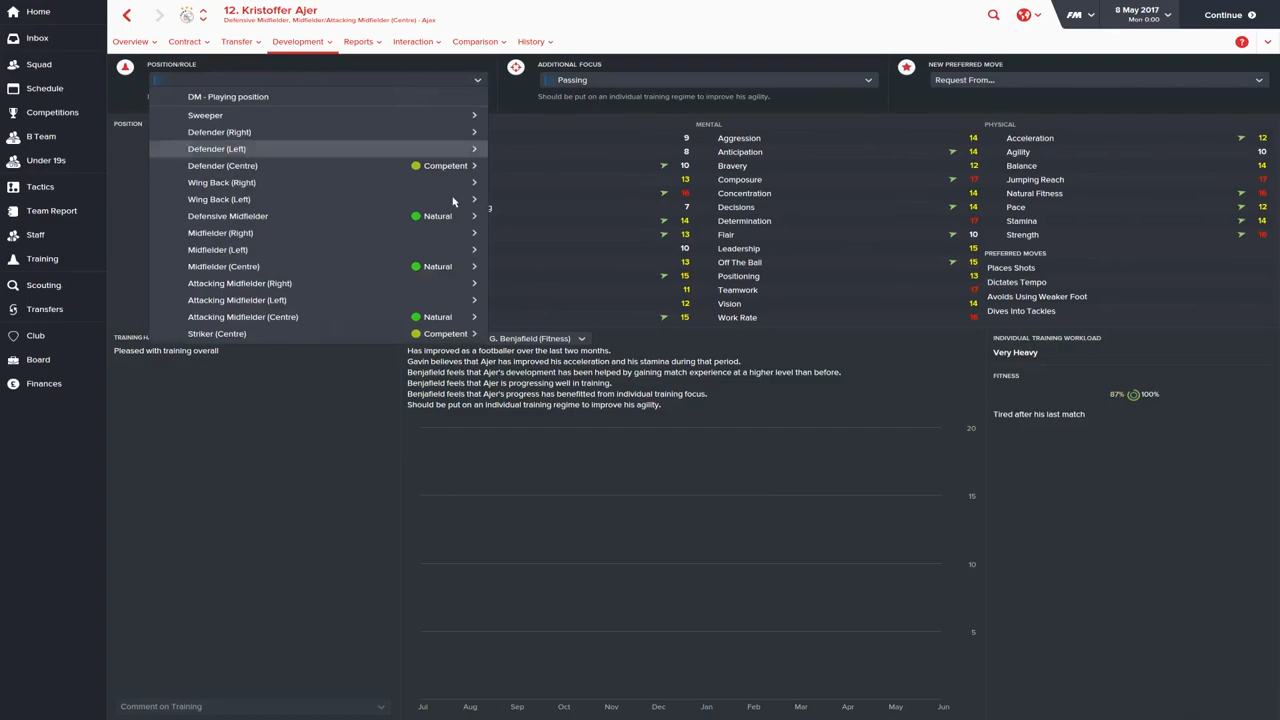 Home
Inbox
Squad
Schedule
Competitions
B Team
Under 19s
Tactics
Team Report
Staff
Training
Scouting
Transfers
Club
Board
Finances
12. Kristoffer Ajer
Defensive Midfielder, Midfielder/Attacking Midfielder (Centre) - Ajax
FM
8 May 2017
Mon 0:00
Continue
Overview Contract Transfer Development Reports Interaction Comparison History
?
POSITION/ROLE
DM - Playing position
Sweeper
Defender (Right)
Defender (Left)
Defender (Centre) Competent
Wing Back (Right)
Wing Back (Left)
Defensive Midfielder Natural
Midfielder (Right)
Midfielder (Left)
Midfielder (Centre) Natural
Attacking Midfielder (Right)
Attacking Midfielder (Left)
Attacking Midfielder (Centre) Natural
Striker (Centre) Competent
ADDITIONAL FOCUS
Passing
Should be put on an individual training regime to improve his agility.
NEW PREFERRED MOVE
Request From...
POSITION
g
9
8
10
13
16
7
14
13
10
13
15
11
12
15
MENTAL
Aggression 14
Anticipation 14
Bravery 12
Composure 17
Concentration 14
Decisions 14
Determination 17
Flair 10
Leadership 15
Off The Ball 15
Positioning 13
Teamwork 17
Vision 14
Work Rate 16
PHYSICAL
Acceleration 12
Agility 10
Balance 14
Jumping Reach 17
Natural Fitness 16
Pace 12
Stamina 14
Strength 16
PREFERRED MOVES
Places Shots
Dictates Tempo
Avoids Using Weaker Foot
Dives Into Tackles
TRAINING H
Pleased with training overall
G. Benjafield (Fitness)
Has improved as a footballer over the last two months.
Gavin believes that Ajer has improved his acceleration and his stamina during that period.
Benjafield feels that Ajer's development has been helped by gaining match experience at a higher level than before.
Benjafield feels that Ajer is progressing well in training.
Benjafield feels that Ajer's progress has benefitted from individual training focus.
Should be put on an individual training regime to improve his agility.
INDIVIDUAL TRAINING WORKLOAD
Very Heavy
FITNESS
87% 100%
Tired after his last match
20
15
10
5
Jul Aug Sep Oct Nov Dec Jan Feb Mar Apr May Jun
Comment on Training